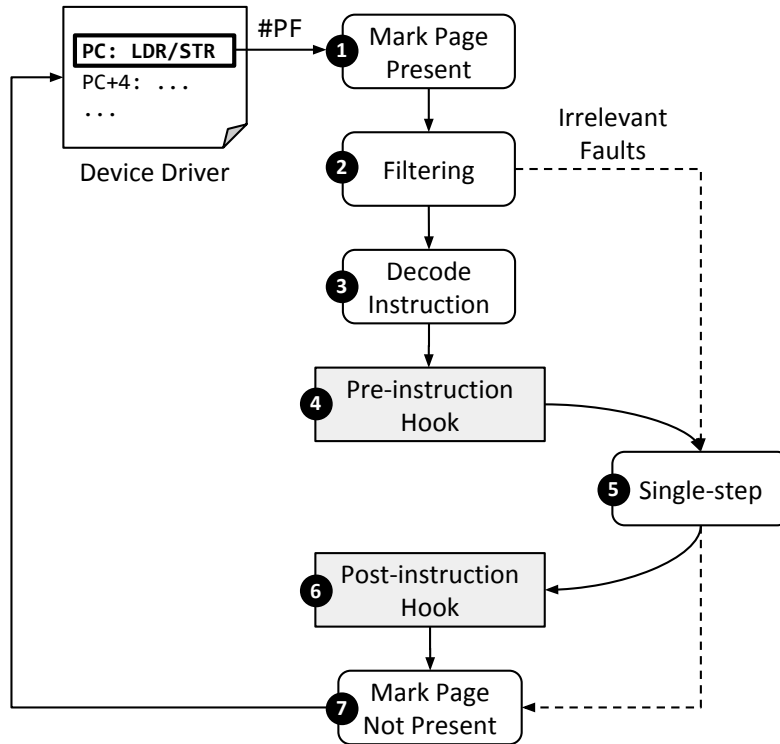 #PF
PC: LDR/STR
PC+4: ...
...
Device Driver
1
Mark Page
Present
Irrelevant
Faults
2
Filtering
3
Decode
Instruction
4
Pre-instruction
Hook
5
Single-step
6
Post-instruction
Hook
7
Mark Page
Not Present